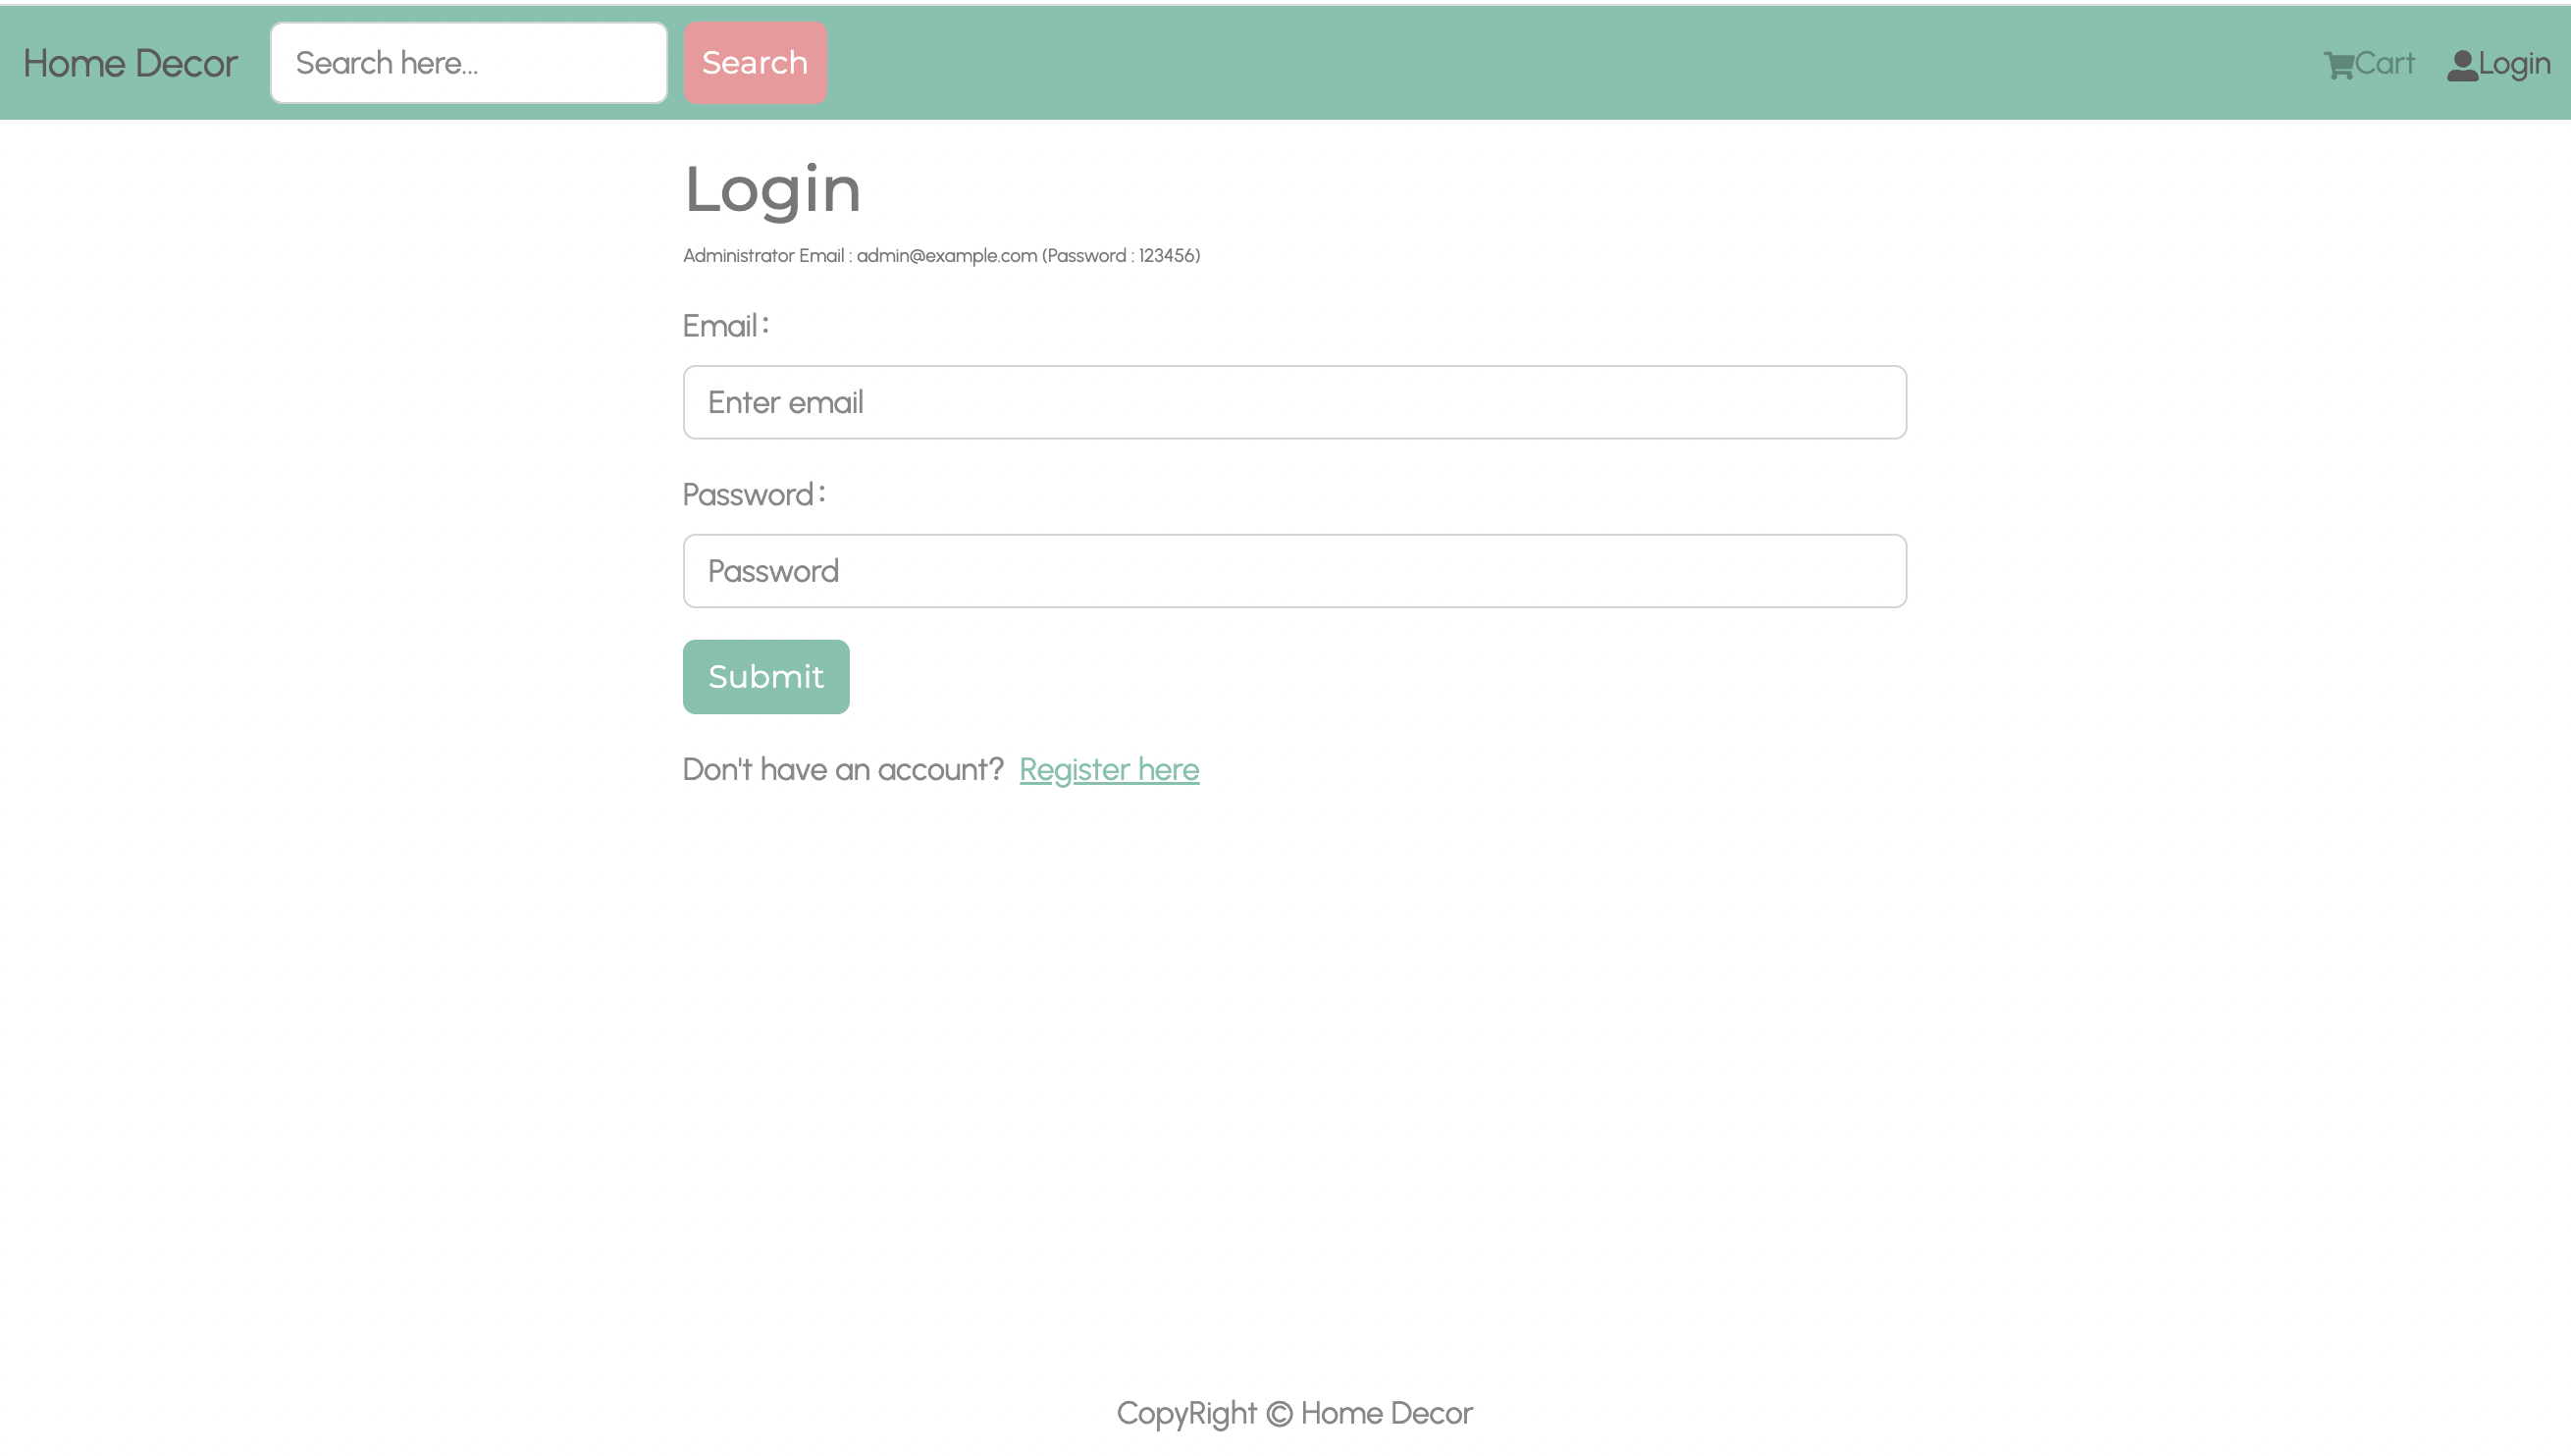 Home Decor
Search here...
Search
Cart
Login
Login
Administrator Email : admin@example.com (Password : 123456)
Email：
Enter email
Password：
Password
Submit
Don't have an account? Register here
CopyRight © Home Decor